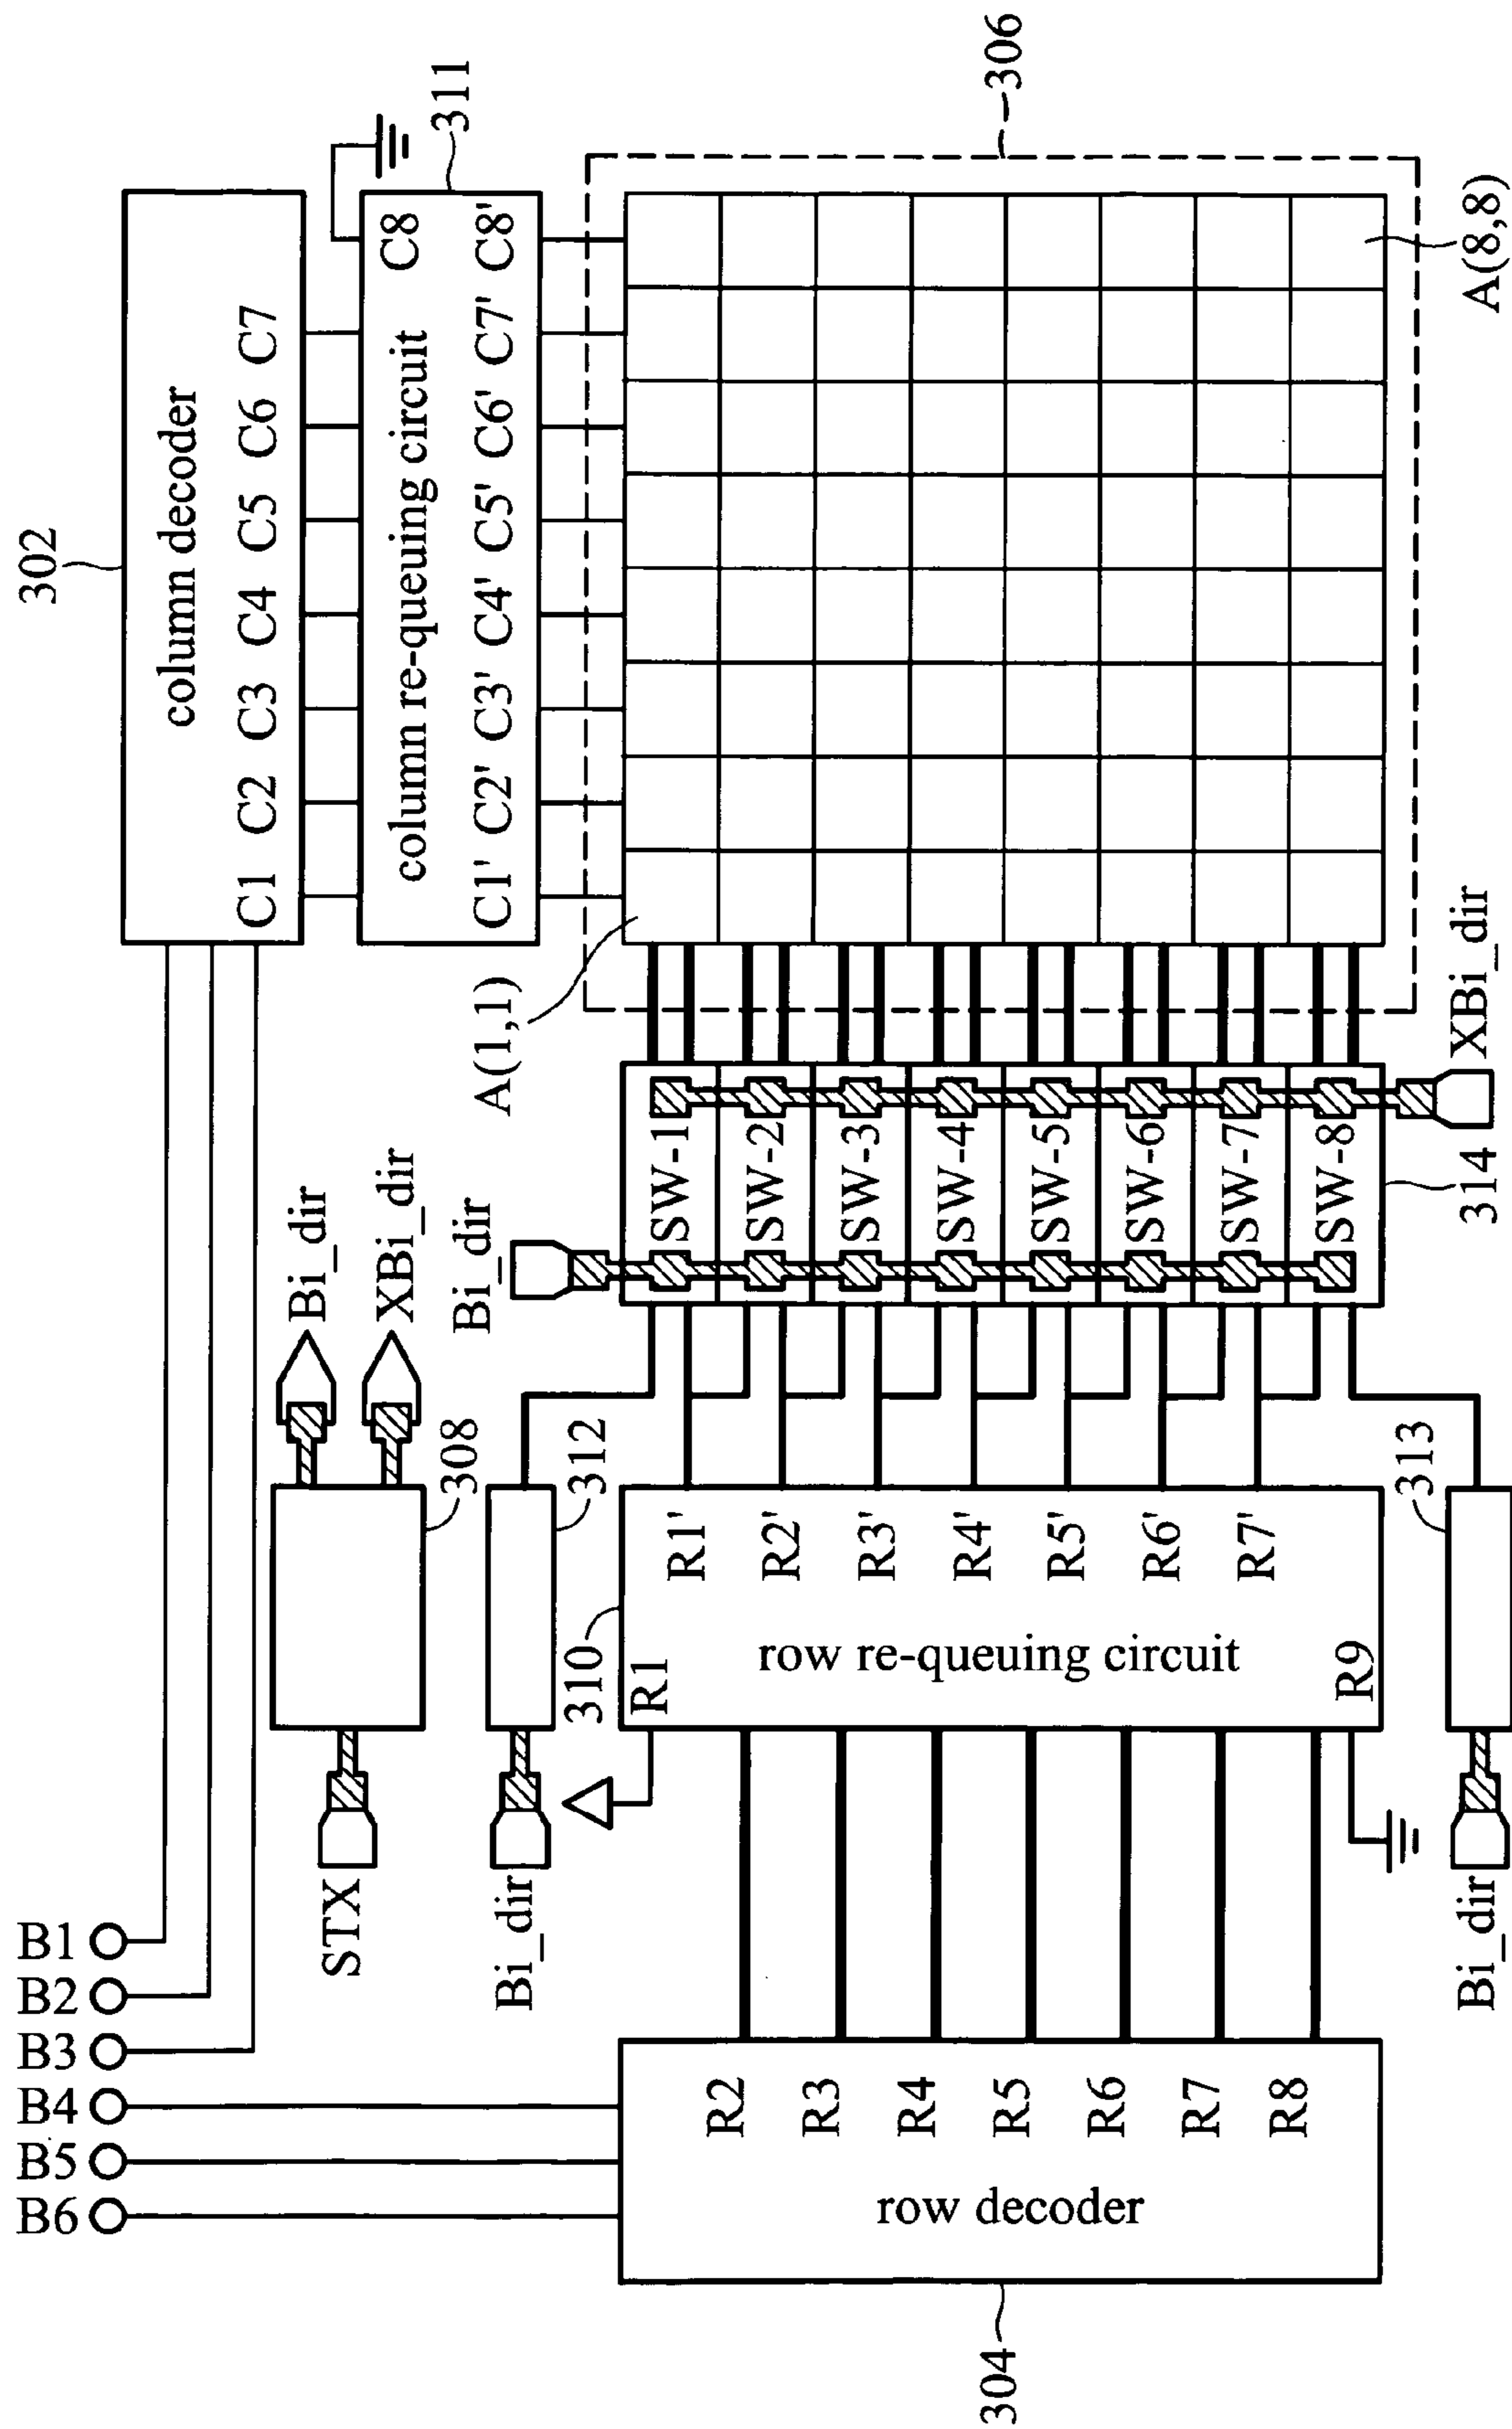 302
column decoder
C1 C2 C3 C4 C5 C6 C7
311
column re-queuing circuit
C8
C1' C2' C3' C4' C5' C6' C7' C8'
306
A(1,1)
A(8,8)
B1
B2
B3
B4
B5
B6
STX
308
Bi_dir
XBi_dir
Bi_dir
312
Bi_dir
SW-1
SW-2
SW-3
SW-4
SW-5
SW-6
SW-7
SW-8
314
XBi_dir
310
R1
R1'
R2'
R3'
R4'
R5'
R6'
R7'
row re-queuing circuit
R9
313
Bi_dir
R2
R3
R4
R5
R6
R7
R8
row decoder
304